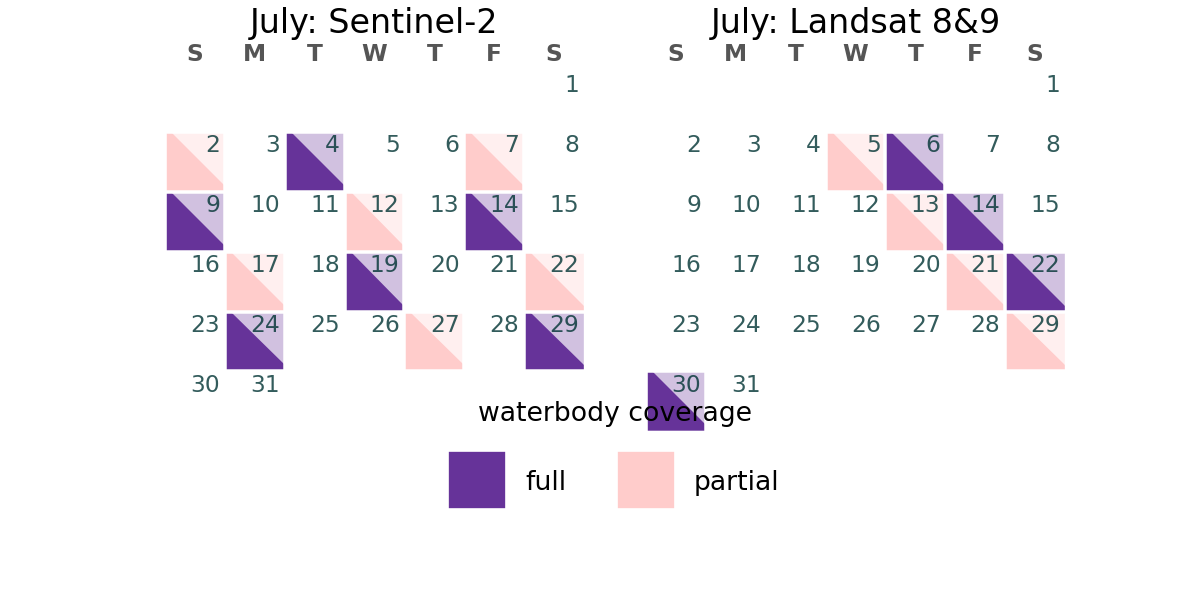 July: Sentinel-2
S M T W T F S
1
2 3 4 5 6 7 8
9 10 11 12 13 14 15
16 17 18 19 20 21 22
23 24 25 26 27 28 29
30 31
July: Landsat 8&9
S M T W T F S
1
2 3 4 5 6 7 8
9 10 11 12 13 14 15
16 17 18 19 20 21 22
23 24 25 26 27 28 29
30 31
waterbody coverage
full partial